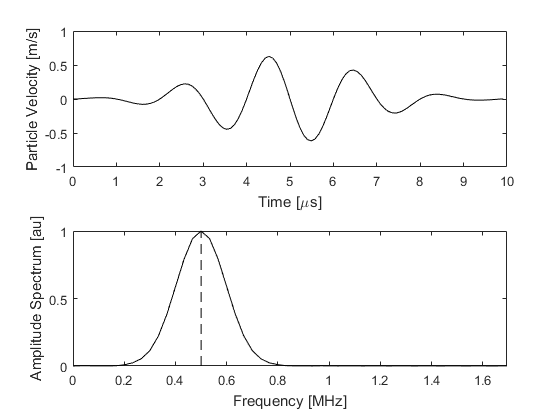 Particle Velocity [m/s]
1
0.5
0
-0.5
-1
0 1 2 3 4 5 6 7 8 9 10
Time [μs]
Amplitude Spectrum [au]
1
0.5
0
0 0.2 0.4 0.6 0.8 1 1.2 1.4 1.6
Frequency [MHz]